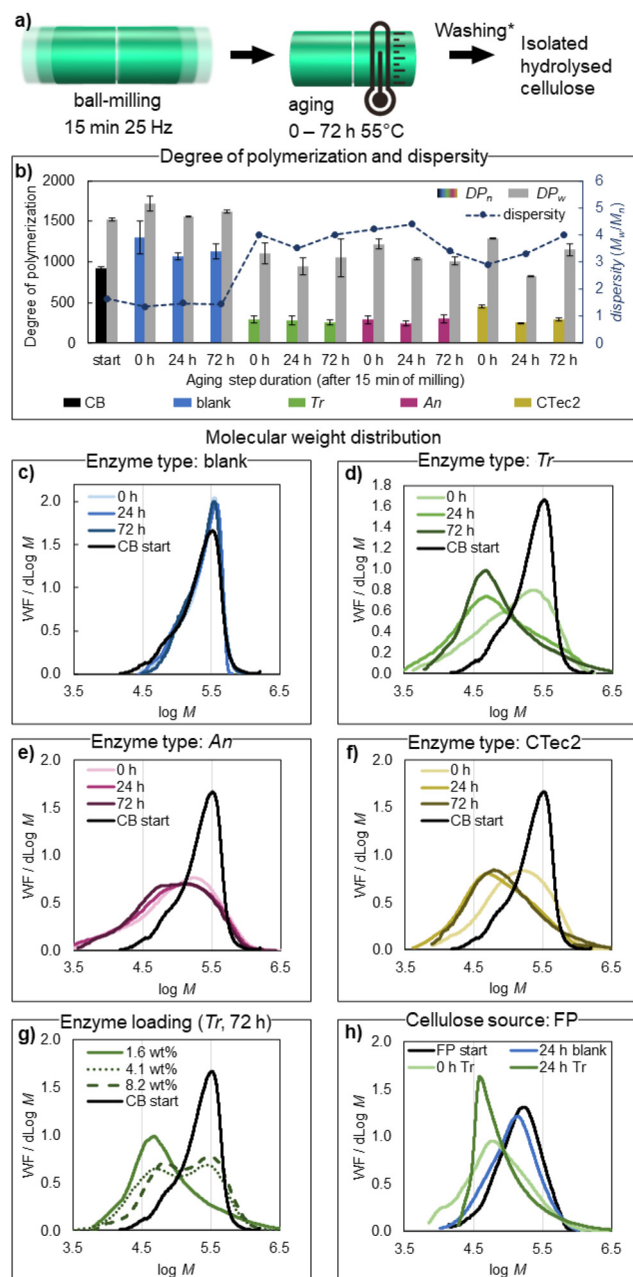 a)
ball-milling
15 min 25 Hz
aging
0 – 72 h 55°C
Washing*
Isolated
hydrolysed
cellulose
b)
Degree of polymerization and dispersity
Degree of polymerization
2000
1500
1000
500
0
DPn DPw
dispersity
6
5
4
3
2
1
0
dispersity (Mw/Mn)
start 0 h 24 h 72 h 0 h 24 h 72 h 0 h 24 h 72 h 0 h 24 h 72 h
Aging step duration (after 15 min of milling)
CB blank Tr An CTec2
Molecular weight distribution
c)
Enzyme type: blank
0 h
24 h
72 h
CB start
WF / dLog M
2.0
1.5
1.0
0.5
0.0
3.5 4.5 5.5 6.5
log M
d)
Enzyme type: Tr
0 h
24 h
72 h
CB start
WF / dLog M
1.8
1.6
1.4
1.2
1.0
0.8
0.6
0.4
0.2
0.0
3.5 4.5 5.5 6.5
log M
e)
Enzyme type: An
0 h
24 h
72 h
CB start
WF / dLog M
2.0
1.5
1.0
0.5
0.0
3.5 4.5 5.5 6.5
log M
f)
Enzyme type: CTec2
0 h
24 h
72 h
CB start
WF / dLog M
2.0
1.5
1.0
0.5
0.0
3.5 4.5 5.5 6.5
log M
g)
Enzyme loading (Tr, 72 h)
1.6 wt%
4.1 wt%
8.2 wt%
CB start
WF / dLog M
2.0
1.5
1.0
0.5
0.0
3.5 4.5 5.5 6.5
log M
h)
Cellulose source: FP
FP start 24 h blank
0h Tr 24 h Tr
WF / dLog M
2.0
1.5
1.0
0.5
0.0
3.5 4.5 5.5 6.5
log M